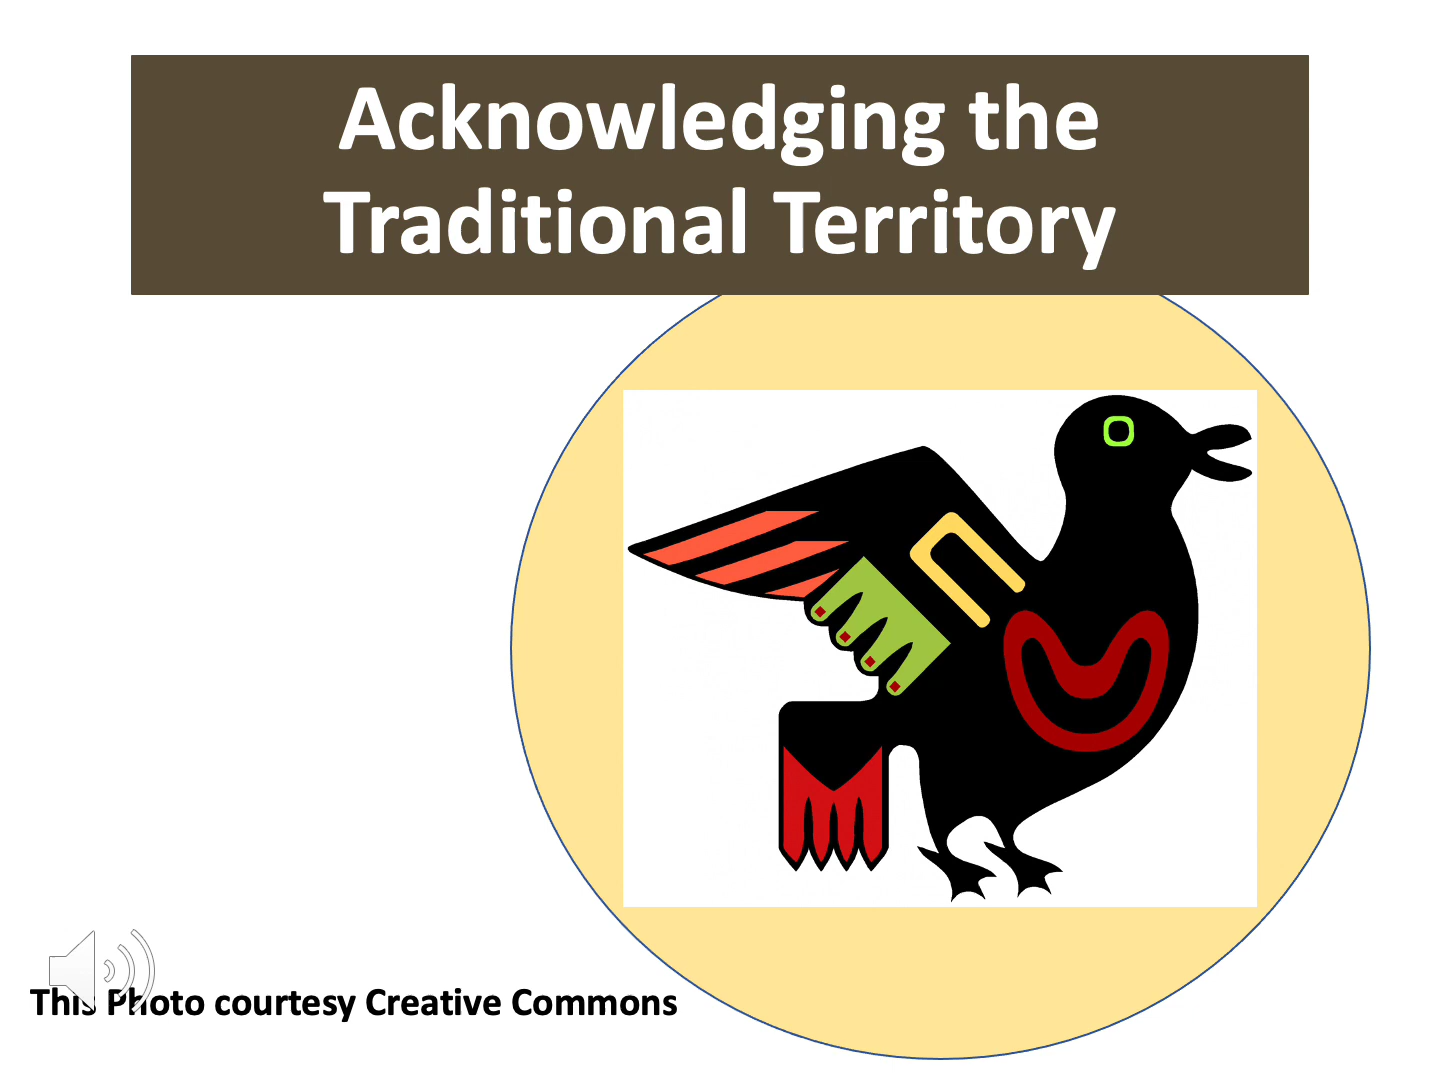 Acknowledging the
Traditional Territory
This Photo courtesy Creative Commons